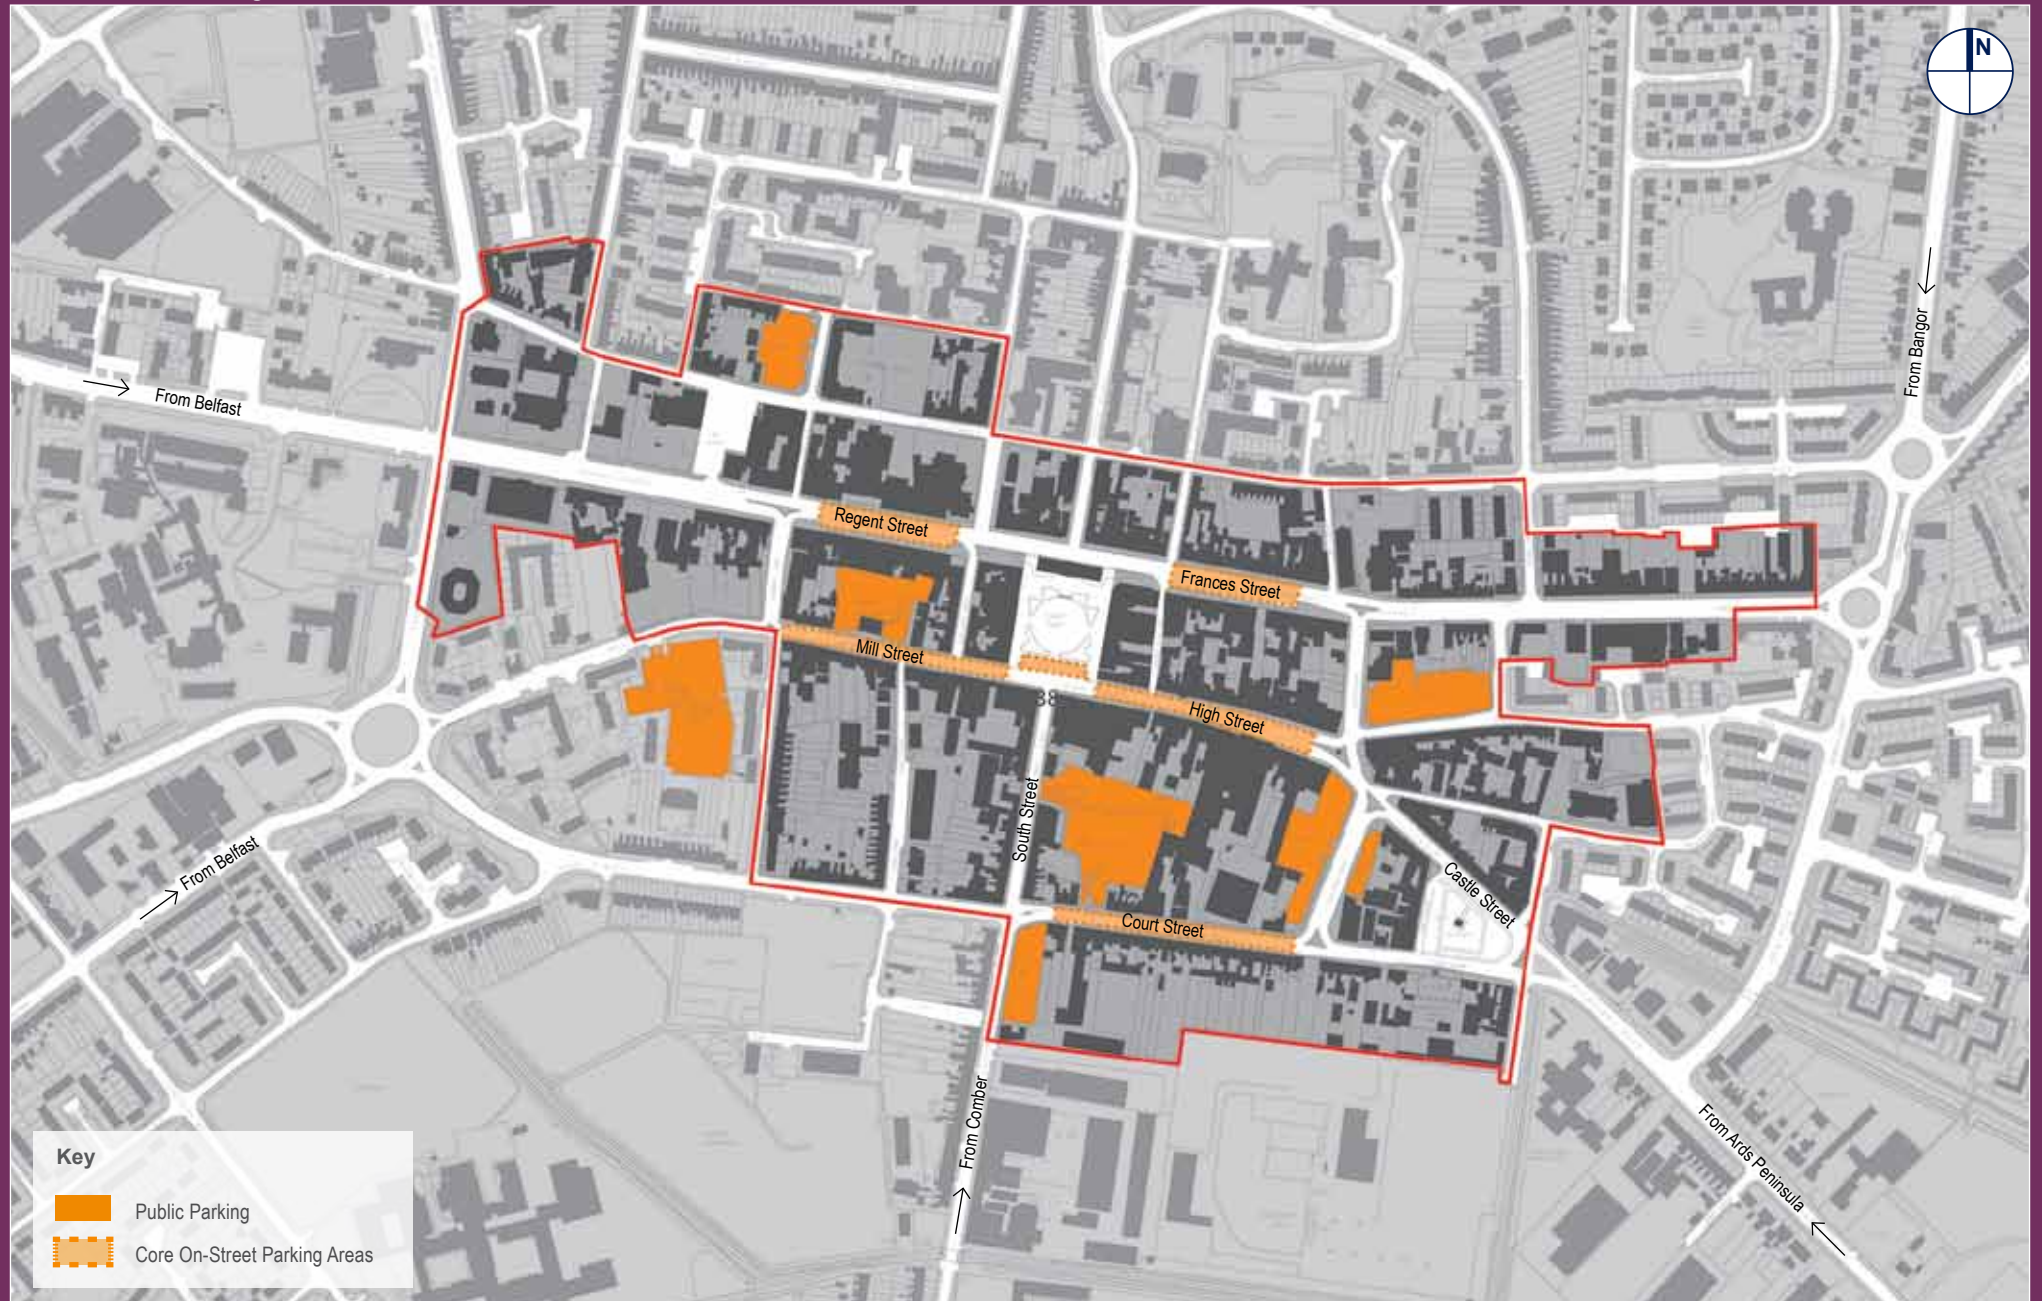 N
From Bangor
From Belfast
Regent Street
Frances Street
Mill Street
38
High Street
South Street
From Belfast
Castle Street
Court Street
From Comber
From Ards Peninsula
Key
Public Parking
Core On-Street Parking Areas